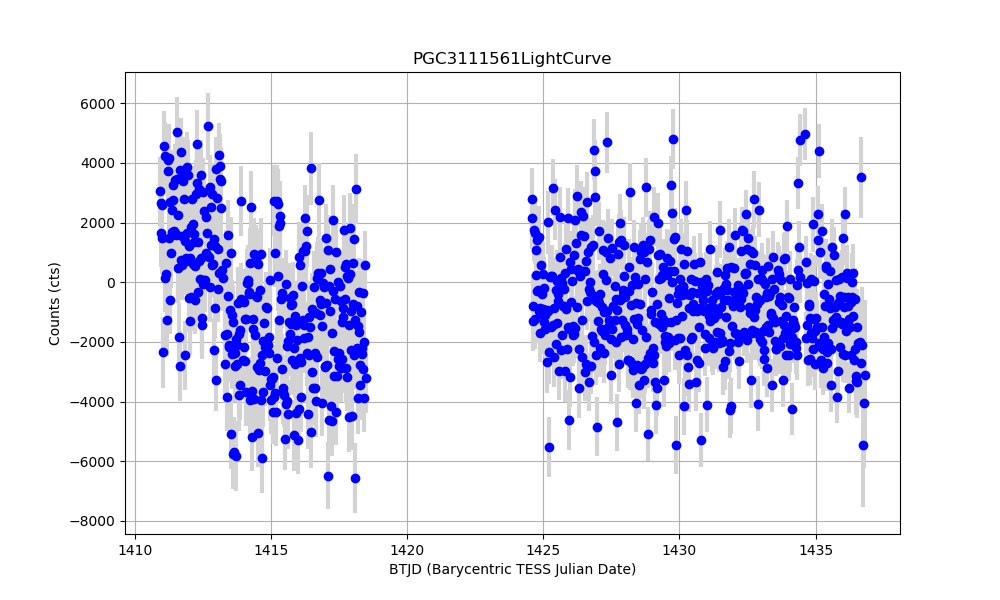 PGC3111561LightCurve
6000
4000
2000
0
−2000
−4000
−6000
−8000
Counts (cts)
1410 1415 1420 1425 1430 1435
BTJD (Barycentric TESS Julian Date)